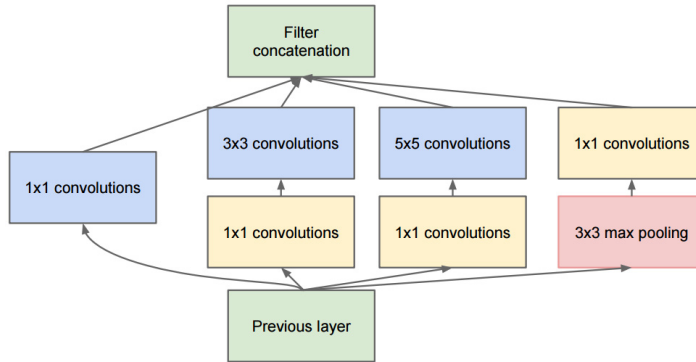 Filter
concatenation
3x3 convolutions
5x5 convolutions
1x1 convolutions
1x1 convolutions
1x1 convolutions
1x1 convolutions
3x3 max pooling
Previous layer